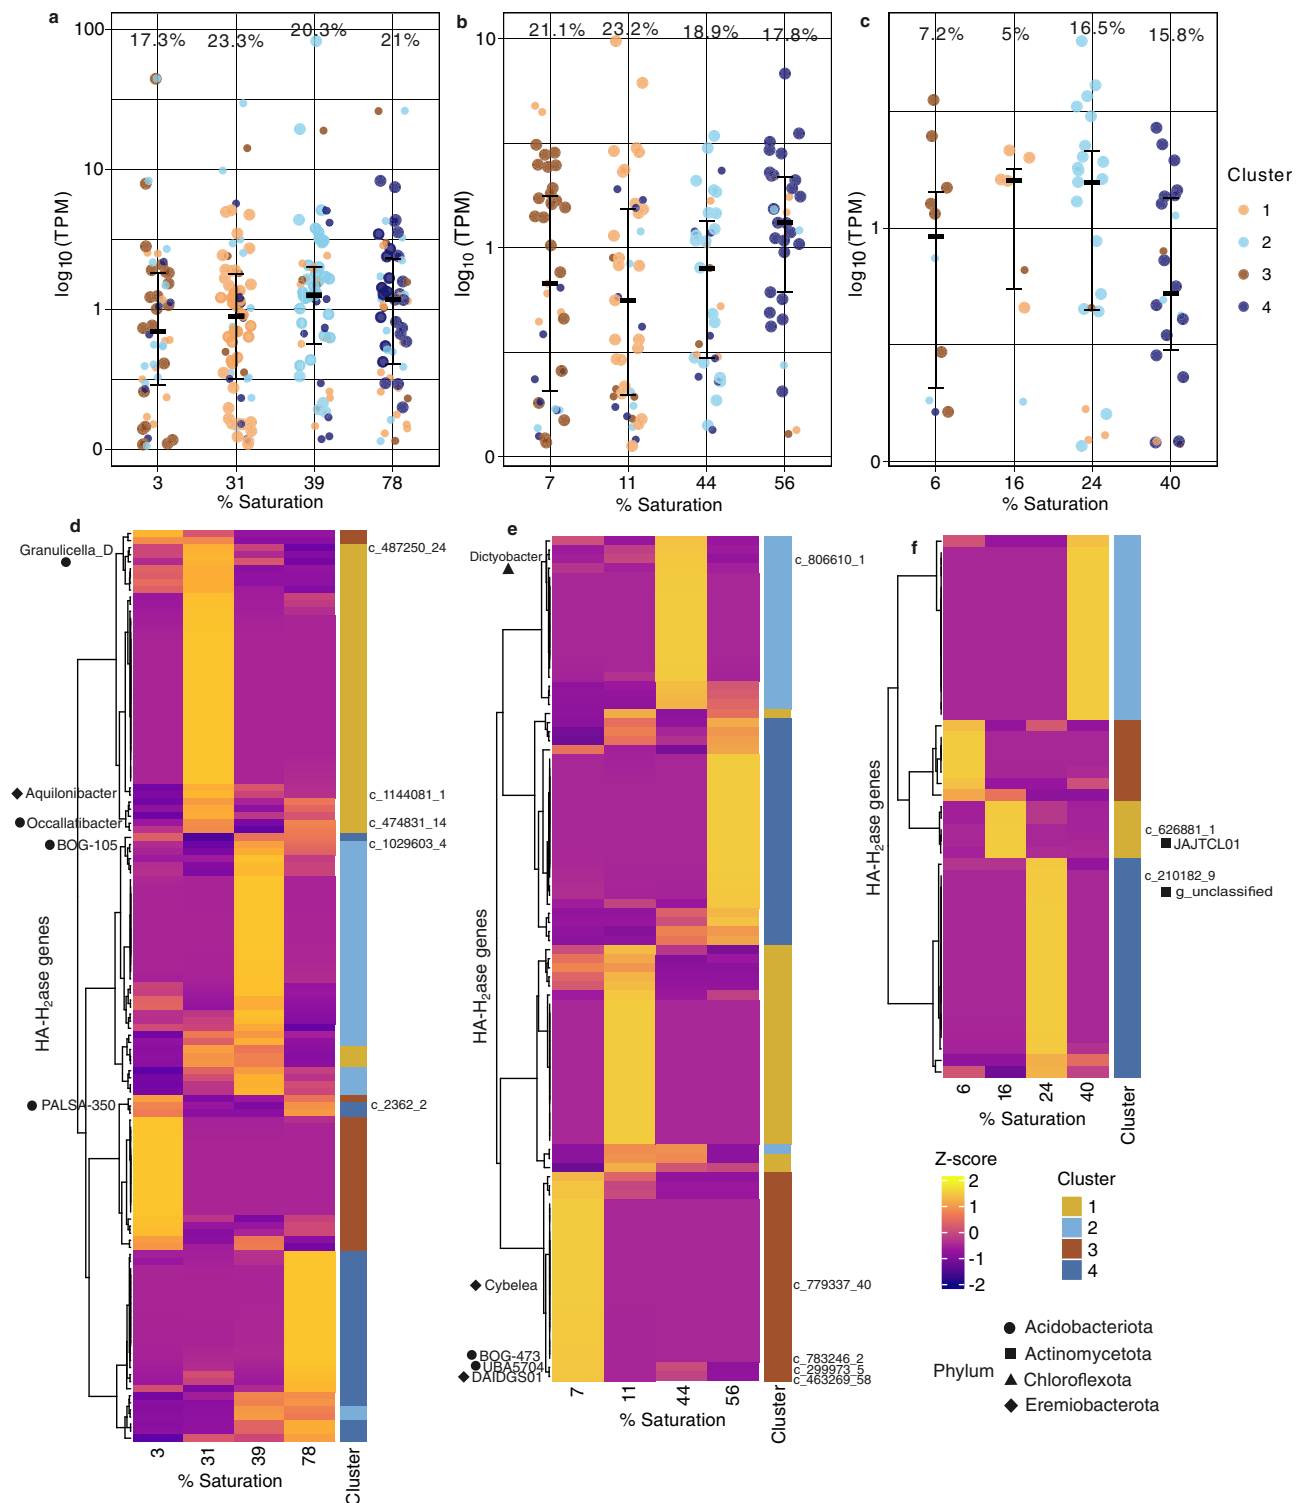 a
17.3%
23.3%
20.3%
21%
100
10
1
0
log10 (TPM)
3
31
39
78
% Saturation
b
21.1%
23.2%
18.9%
17.8%
10
1
0
log10 (TPM)
7
11
44
56
% Saturation
c
7.2%
5%
16.5%
15.8%
1
0
log10 (TPM)
6
16
24
40
% Saturation
Cluster
1
2
3
4
d
Granulicella_D
c_487250_24
Aquilonibacter
c_1144081_1
Occallatibacter
c_474831_14
BOG-105
c_1029603_4
HA-H2ase genes
PALSA-350
c_2362_2
3
31
39
78
% Saturation
Cluster
e
Dictyobacter
c_806610_1
HA-H2ase genes
Cybelea
c_779337_40
BOG-473
c_783246_2
UBA5704
c_299973_5
DAIDGS01
c_463269_58
7
11
44
56
% Saturation
Cluster
f
HA-H2ase genes
c_626881_1
JAJTCL01
c_210182_9
g_unclassified
6
16
24
40
% Saturation
Cluster
Z-score
2
1
0
-1
-2
Cluster
1
2
3
4
Phylum
Acidobacteriota
Actinomycetota
Chloroflexota
Eremiobacterota